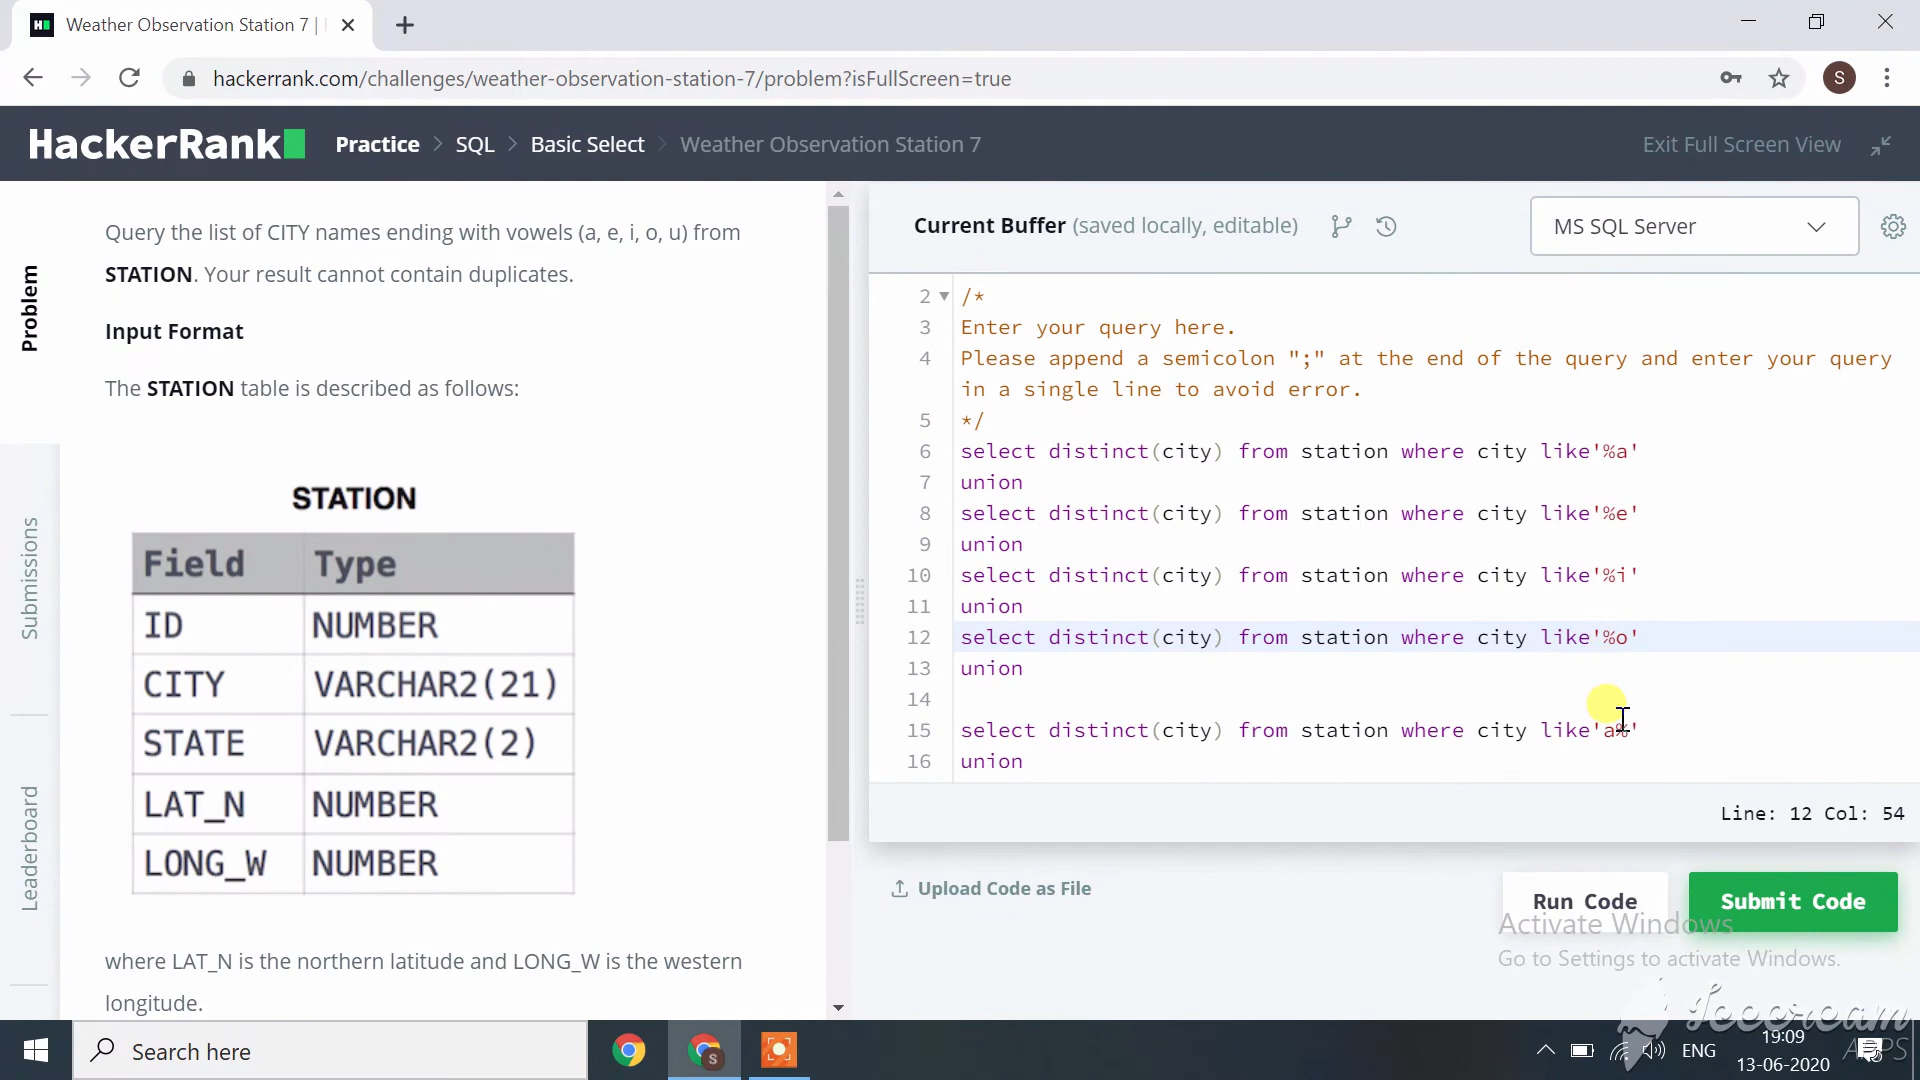 Weather Observation Station 7 |
hackerrank.com/challenges/weather-observation-station-7/problem?isFullScreen=true
S
HackerRank
Practice > SQL > Basic Select > Weather Observation Station 7
Exit Full Screen View
Problem
Submissions
Leaderboard
Query the list of CITY names ending with vowels (a, e, i, o, u) from
STATION. Your result cannot contain duplicates.
Input Format
The STATION table is described as follows:
STATION
Field Type
ID NUMBER
CITY VARCHAR2(21)
STATE VARCHAR2(2)
LAT_N NUMBER
LONG_W NUMBER
where LAT_N is the northern latitude and LONG_W is the western
longitude.
Current Buffer (saved locally, editable)
MS SQL Server
2 /*
3 Enter your query here.
4 Please append a semicolon ";" at the end of the query and enter your query
in a single line to avoid error.
5 */
6 select distinct(city) from station where city like'%a'
7 union
8 select distinct(city) from station where city like'%e'
9 union
10 select distinct(city) from station where city like'%i'
11 union
12 select distinct(city) from station where city like'%o'
13 union
14
15 select distinct(city) from station where city like'a%'
16 union
Line: 12 Col: 54
Upload Code as File
Run Code
Submit Code
Activate Windows
Go to Settings to activate Windows.
Icecream
APPS
Search here
S
ENG
19:09
13-06-2020